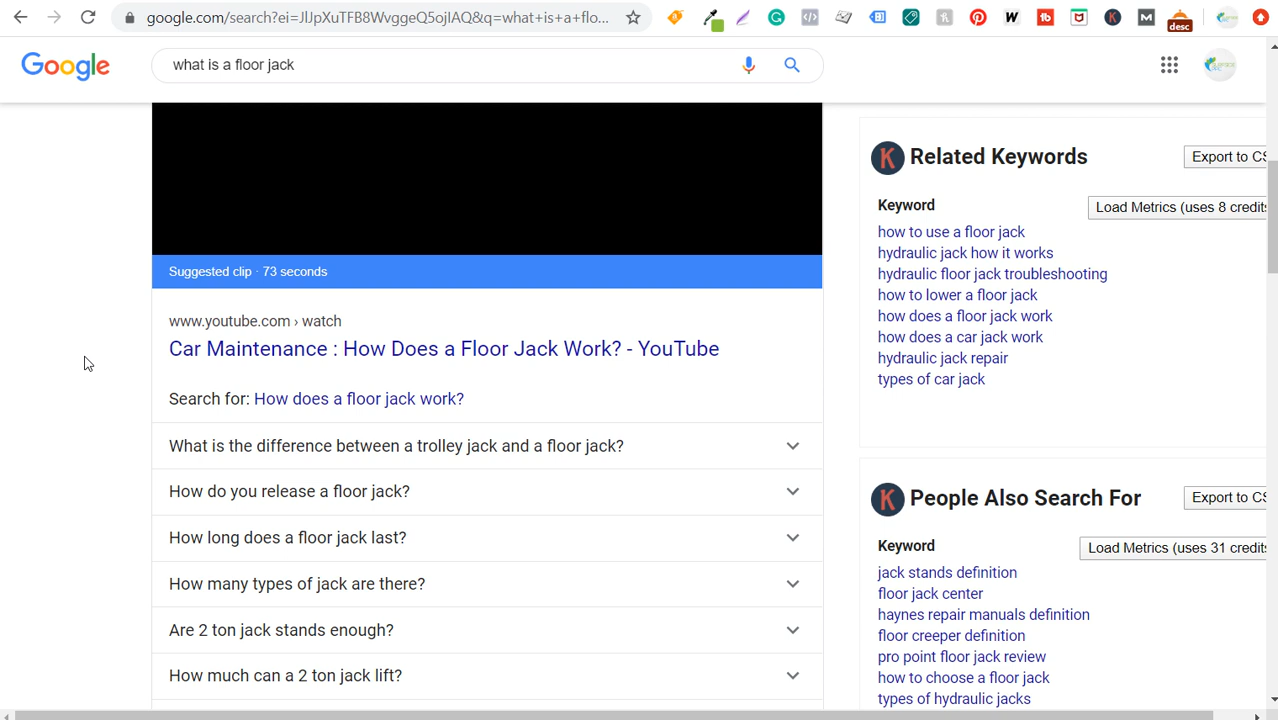 google.com/search?ei=JIJpXuTFB8WvggeQ5ojIAQ&q=what+is+a+flo...
desc
Google
what is a floor jack
Suggested clip · 73 seconds
www.youtube.com › watch
Car Maintenance : How Does a Floor Jack Work? - YouTube
Search for: How does a floor jack work?
What is the difference between a trolley jack and a floor jack?
How do you release a floor jack?
How long does a floor jack last?
How many types of jack are there?
Are 2 ton jack stands enough?
How much can a 2 ton jack lift?
K Related Keywords
Export to CS
Keyword
Load Metrics (uses 8 credits
how to use a floor jack
hydraulic jack how it works
hydraulic floor jack troubleshooting
how to lower a floor jack
how does a floor jack work
how does a car jack work
hydraulic jack repair
types of car jack
K People Also Search For
Export to CS
Keyword
Load Metrics (uses 31 credits
jack stands definition
floor jack center
haynes repair manuals definition
floor creeper definition
pro point floor jack review
how to choose a floor jack
types of hydraulic jacks